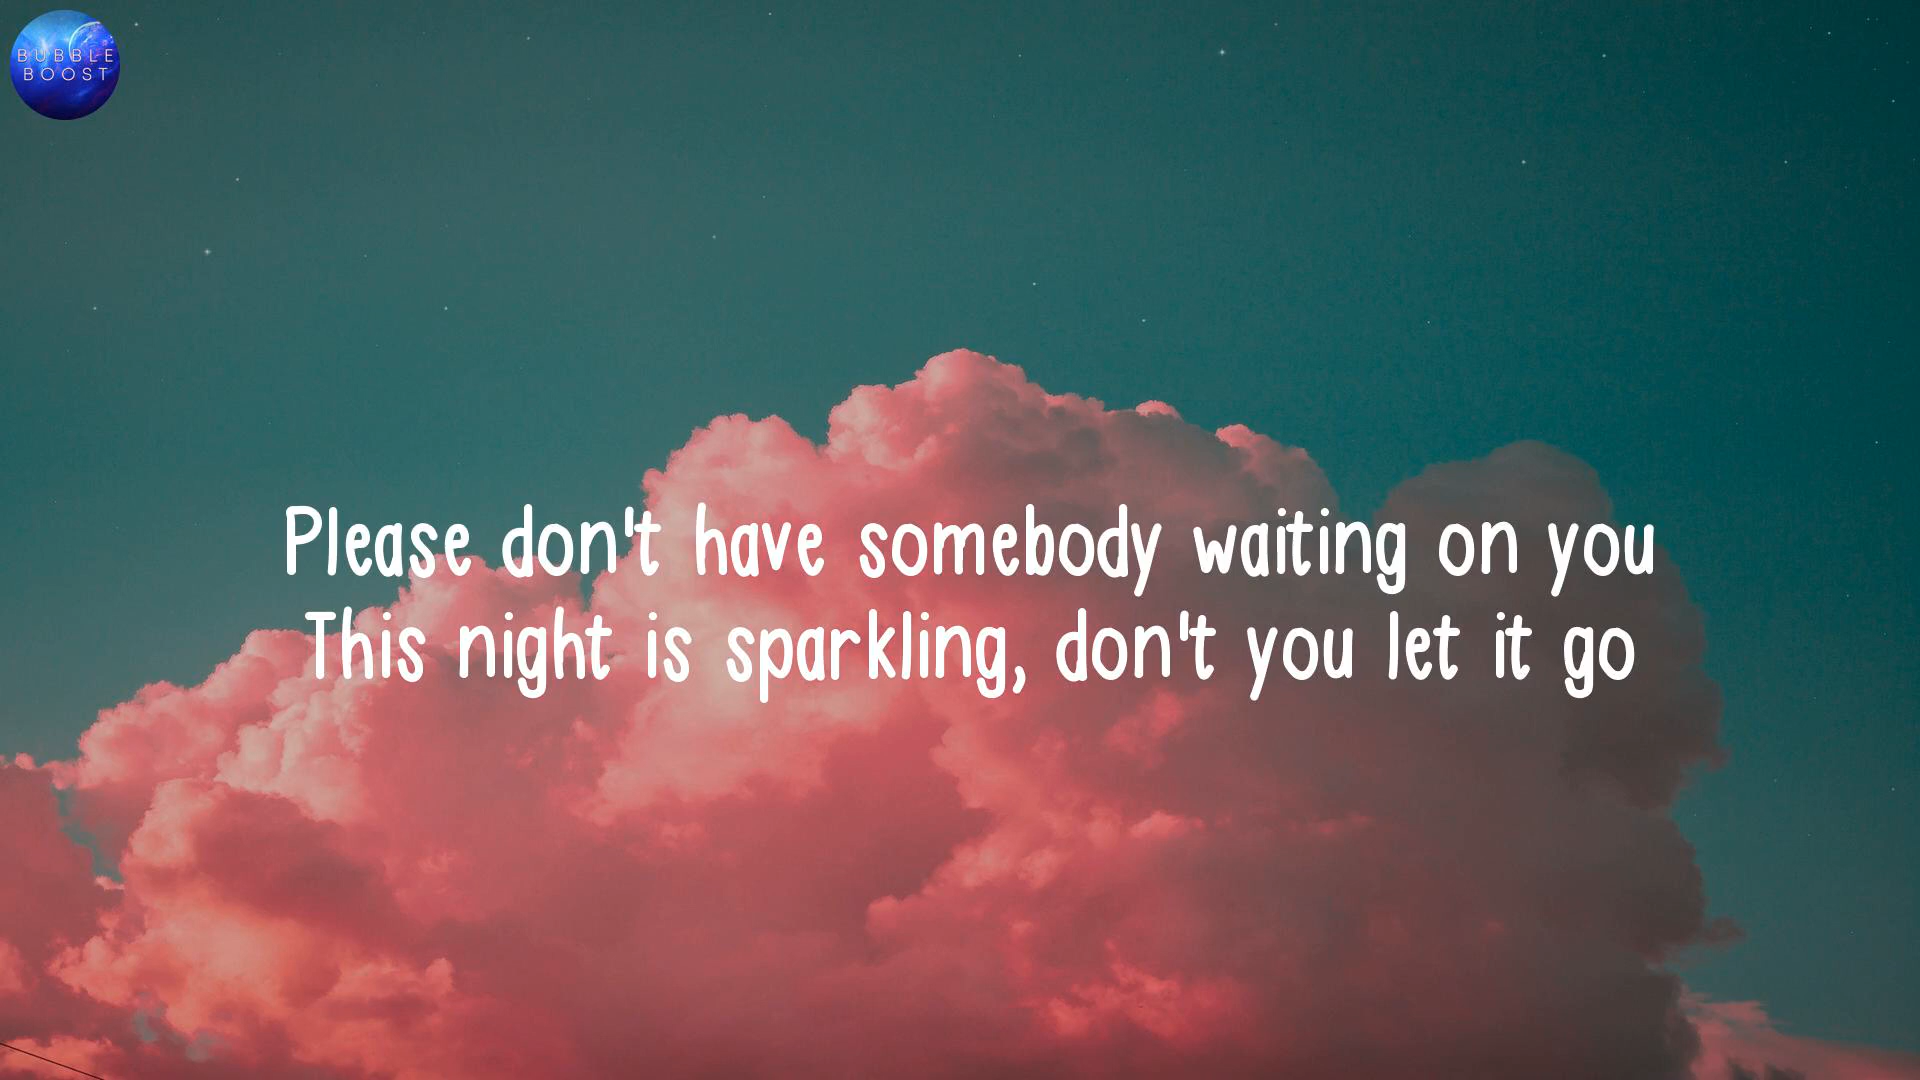 BUBBLE
BOOST
Please don't have somebody waiting on you
This night is sparkling, don't you let it go